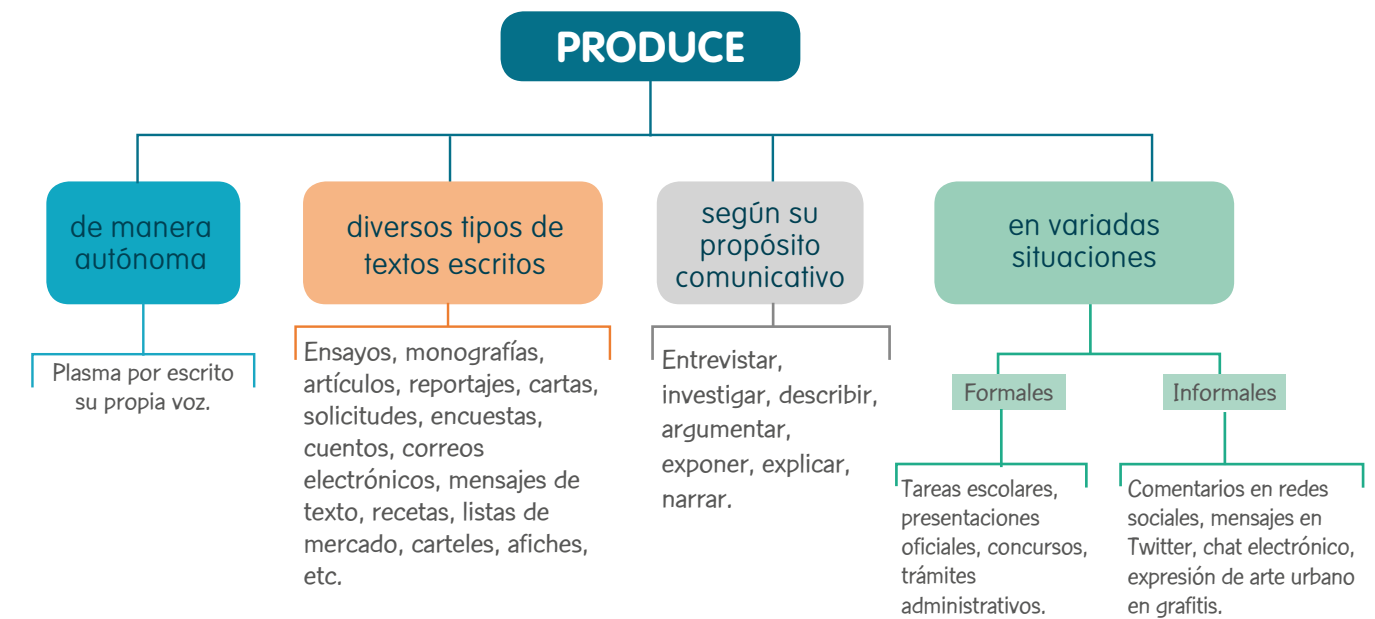 PRODUCE
de manera
autónoma
Plasma por escrito
su propia voz.
diversos tipos de
textos escritos
Ensayos, monografías,
artículos, reportajes, cartas,
solicitudes, encuestas,
cuentos, correos
electrónicos, mensajes de
texto, recetas, listas de
mercado, carteles, afiches,
etc.
según su
propósito
comunicativo
Entrevistar,
investigar, describir,
argumentar,
exponer, explicar,
narrar.
en variadas
situaciones
Formales
Tareas escolares,
presentaciones
oficiales, concursos,
trámites
administrativos.
Informales
Comentarios en redes
sociales, mensajes en
Twitter, chat electrónico,
expresión de arte urbano
en grafitis.